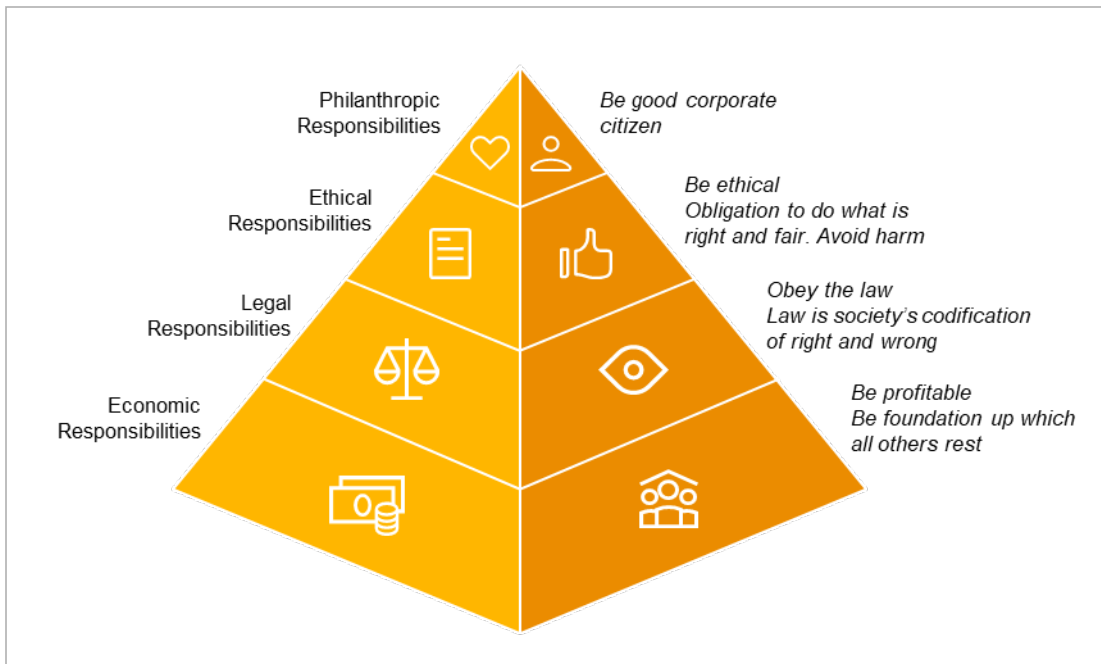 Philanthropic
Responsibilities
Be good corporate
citizen
Ethical
Responsibilities
Be ethical
Obligation to do what is
right and fair. Avoid harm
Legal
Responsibilities
Obey the law
Law is society's codification
of right and wrong
Economic
Responsibilities
Be profitable
Be foundation up which
all others rest